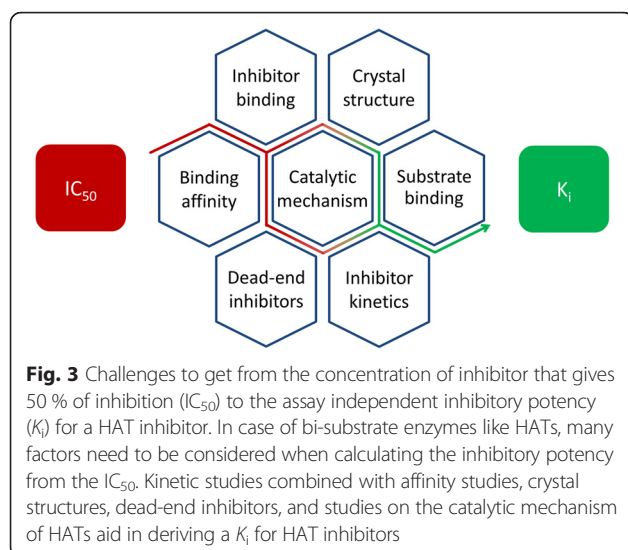 Inhibitor
binding
Crystal
structure
IC50
Binding
affinity
Catalytic
mechanism
Substrate
binding
Ki
Dead-end
inhibitors
Inhibitor
kinetics
Fig. 3 Challenges to get from the concentration of inhibitor that gives
50 % of inhibition (IC50) to the assay independent inhibitory potency
(Ki) for a HAT inhibitor. In case of bi-substrate enzymes like HATs, many
factors need to be considered when calculating the inhibitory potency
from the IC50. Kinetic studies combined with affinity studies, crystal
structures, dead-end inhibitors, and studies on the catalytic mechanism
of HATs aid in deriving a Ki for HAT inhibitors